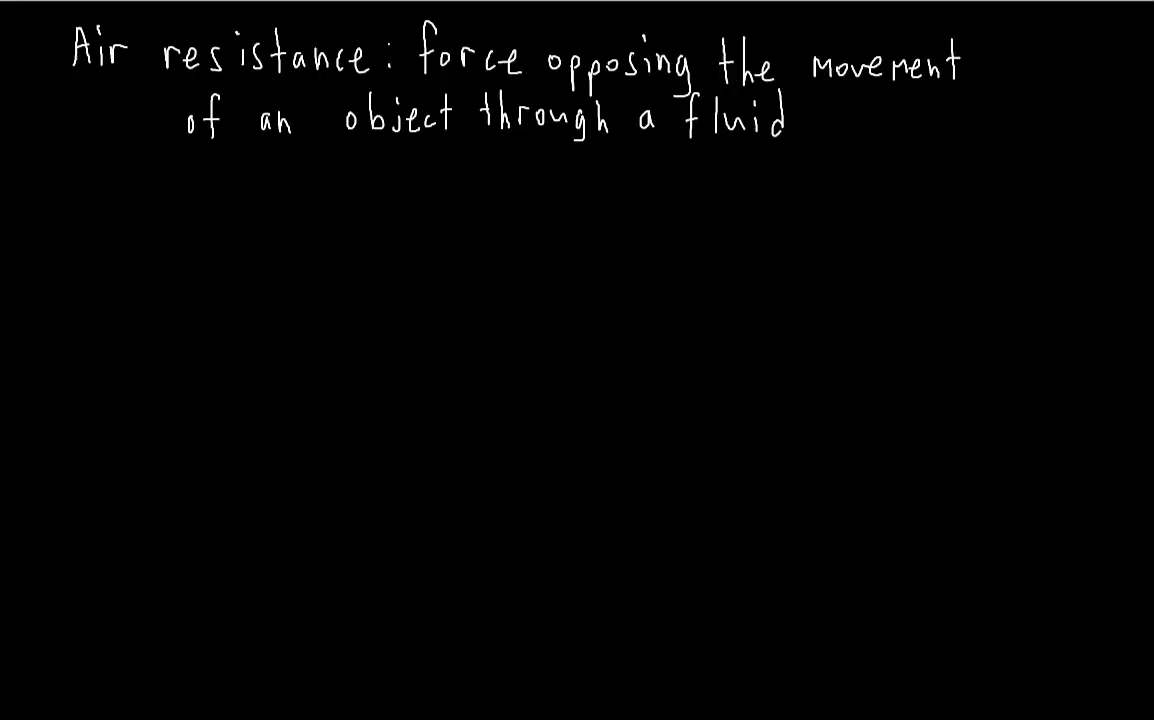 Air resistance: force opposing the movement
of an object through a fluid